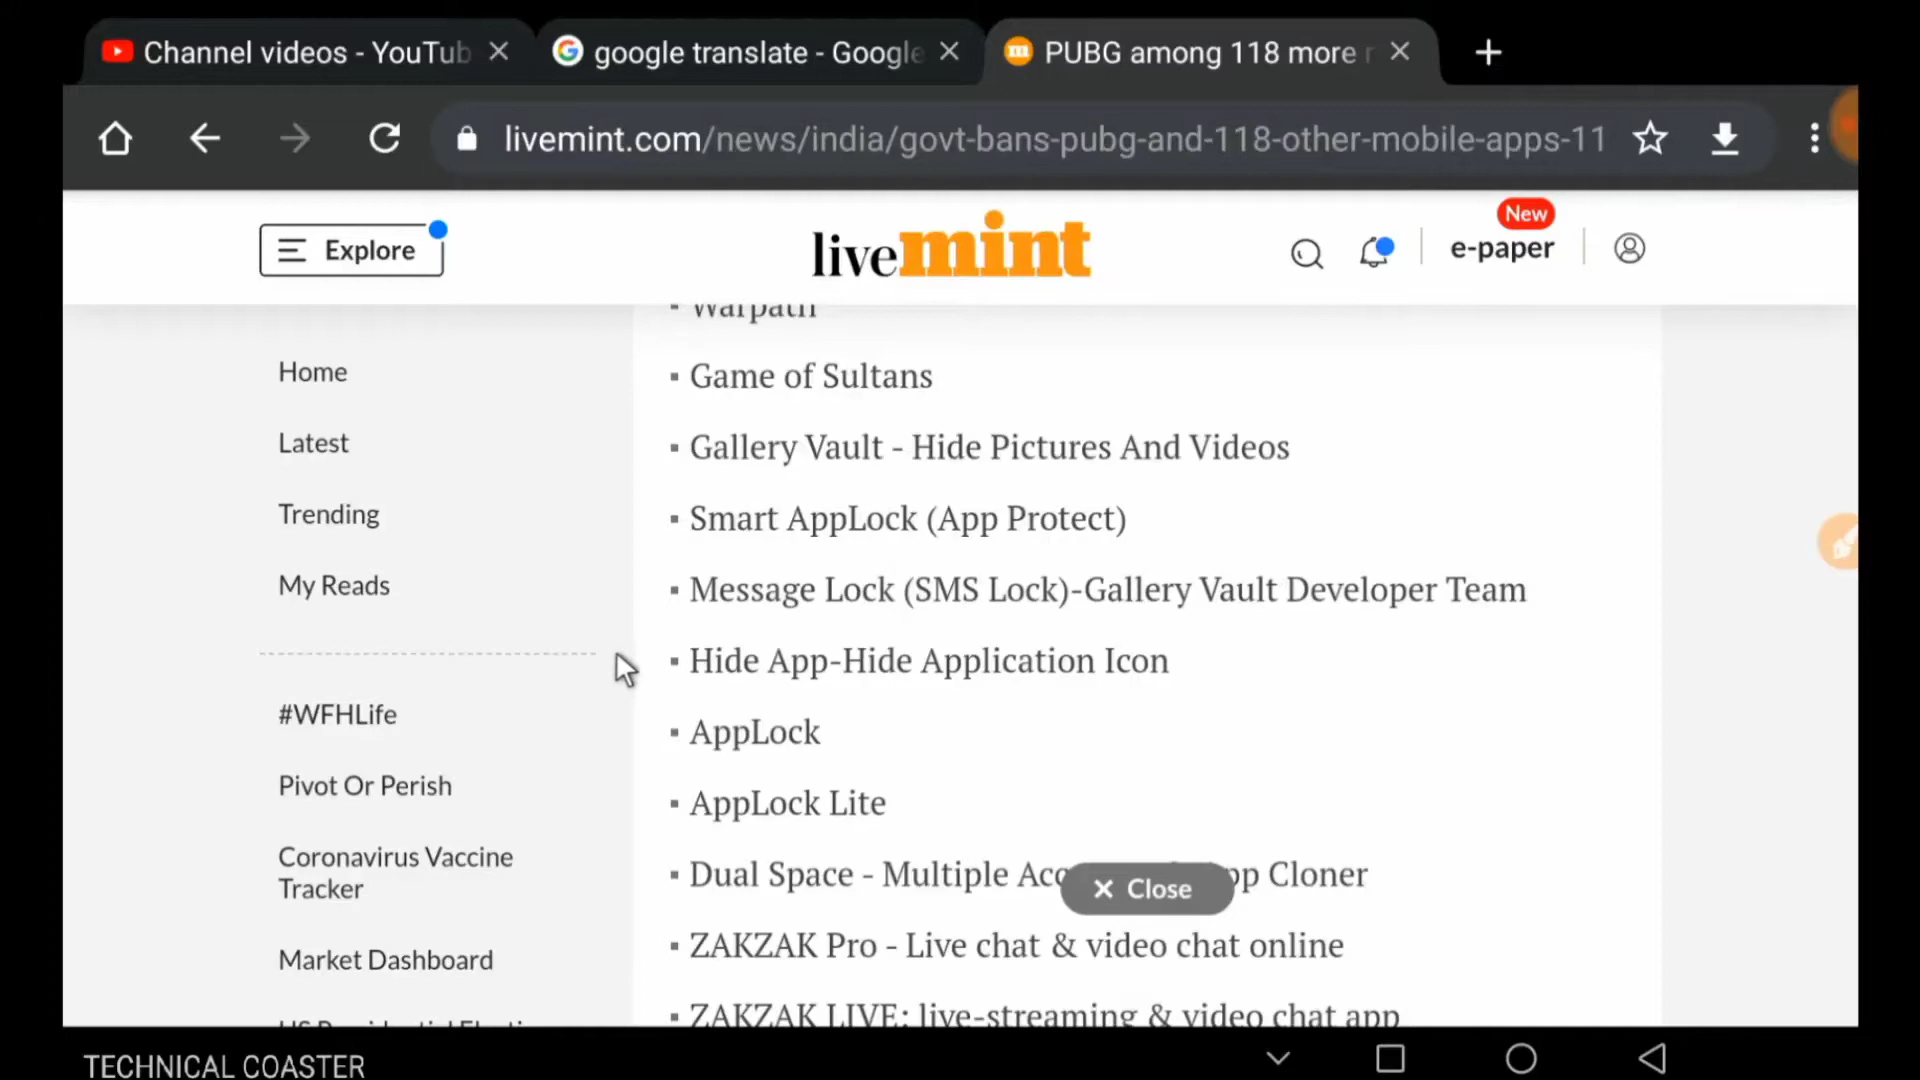 Channel videos - YouTub
google translate - Google
PUBG among 118 more
livemint.com/news/india/govt-bans-pubg-and-118-other-mobile-apps-11
Explore
livemint
New
e-paper
Home
Latest
Trending
My Reads
#WFHLife
Pivot Or Perish
Coronavirus Vaccine
Tracker
Market Dashboard
Warpath
Game of Sultans
Gallery Vault - Hide Pictures And Videos
Smart AppLock (App Protect)
Message Lock (SMS Lock)-Gallery Vault Developer Team
Hide App-Hide Application Icon
AppLock
AppLock Lite
Dual Space - Multiple Cloner
Close
ZAKZAK Pro - Live chat & video chat online
ZAKZAK LIVE: live-streaming & video chat app
TECHNICAL COASTER